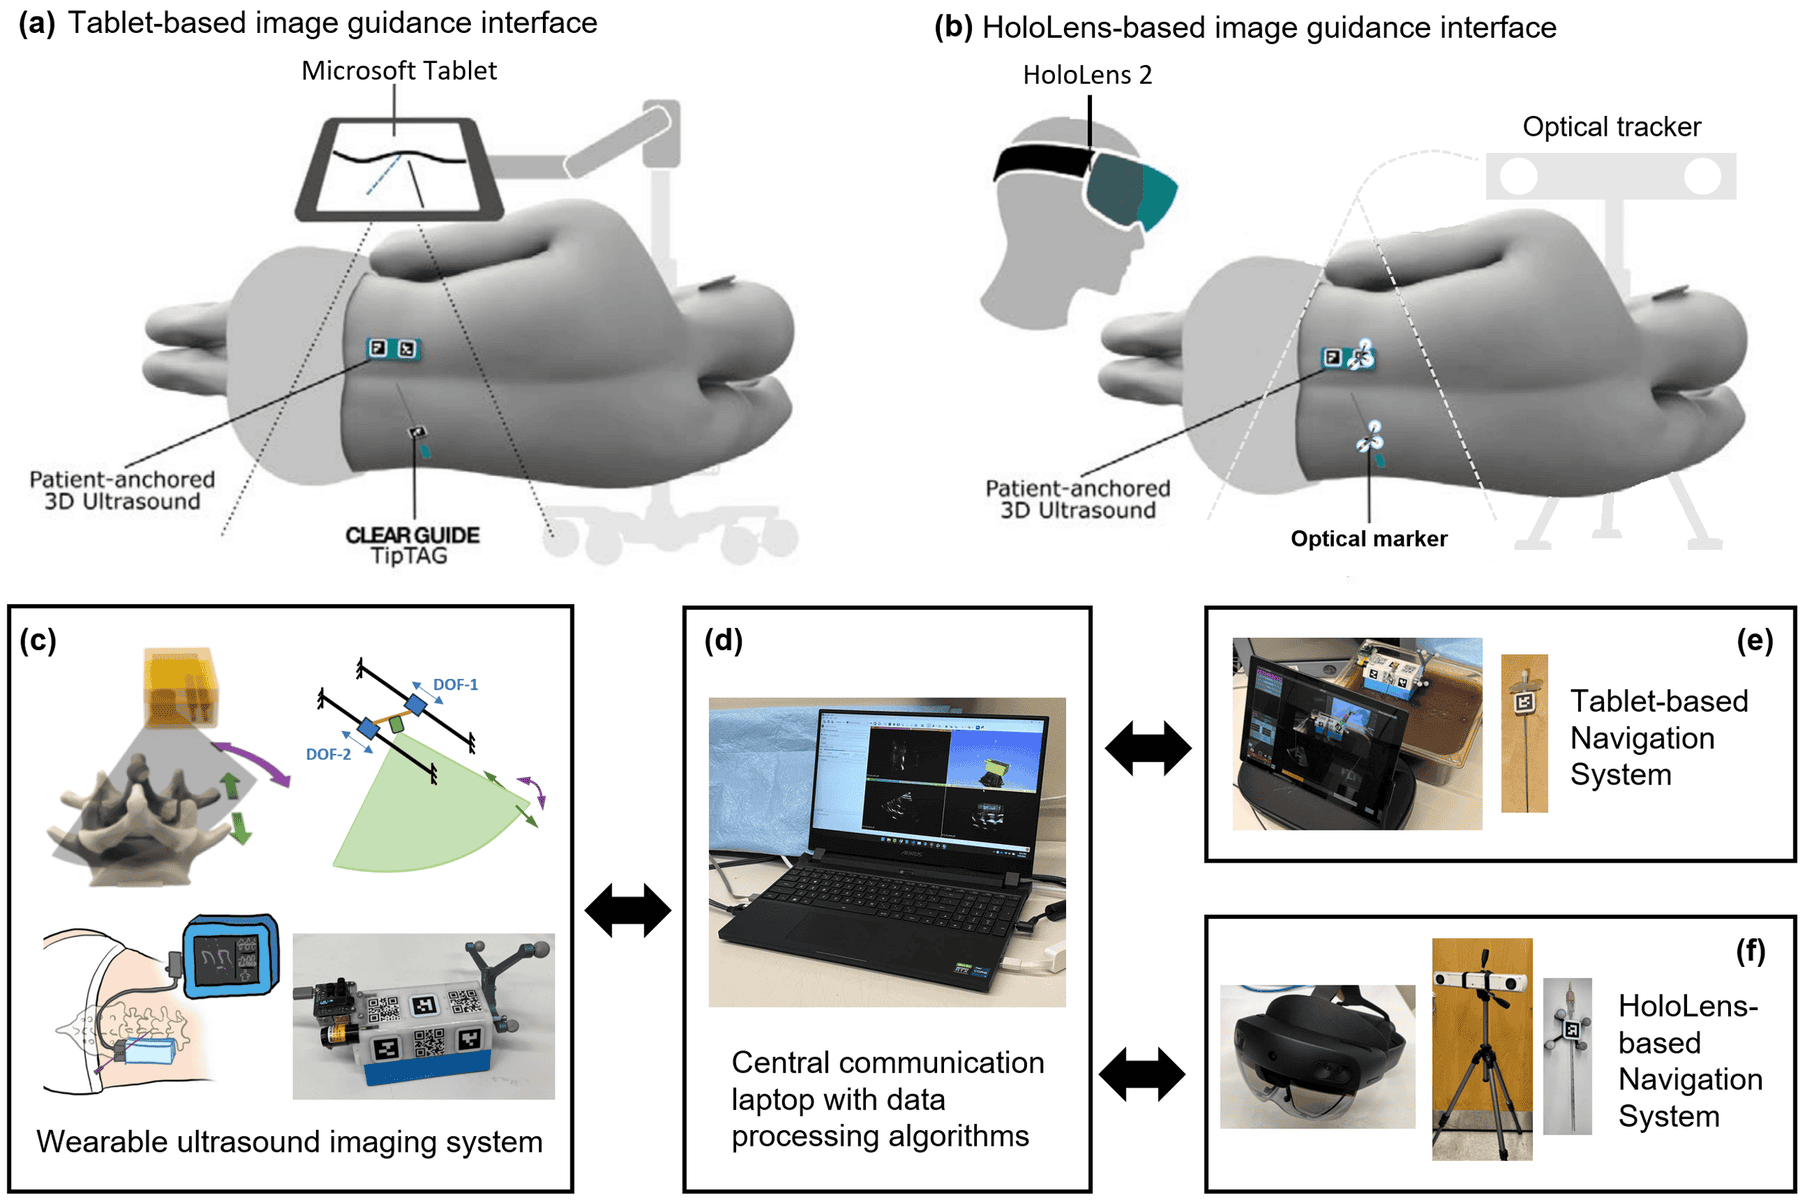 (a) Tablet-based image guidance interface
Microsoft Tablet
Patient-anchored
3D Ultrasound
CLEAR GUIDE
TipTAG
(b) HoloLens-based image guidance interface
HoloLens 2
Optical tracker
Patient-anchored
3D Ultrasound
Optical marker
(c)
DOF-1
DOF-2
Wearable ultrasound imaging system
(d)
Central communication
laptop with data
processing algorithms
(e)
Tablet-based
Navigation
System
(f)
HoloLens-
based
Navigation
System